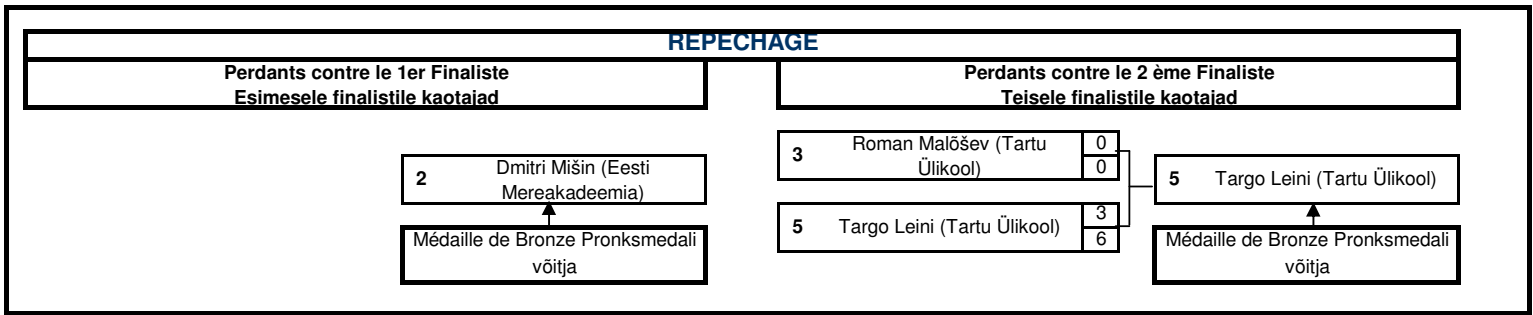 REPECHAGE
Perdants contre le 1er Finaliste
Esimesele finalistile kaotajad
Perdants contre le 2 ème Finaliste
Teisele finalistile kaotajad
2
Dmitri Mišin (Eesti
Mereakadeemia)
Médaille de Bronze Pronksmedali
võitja
3
Roman Malõšev (Tartu
Ülikool)
0
0
5
Targo Leini (Tartu Ülikool)
3
6
5
Targo Leini (Tartu Ülikool)
Médaille de Bronze Pronksmedali
võitja